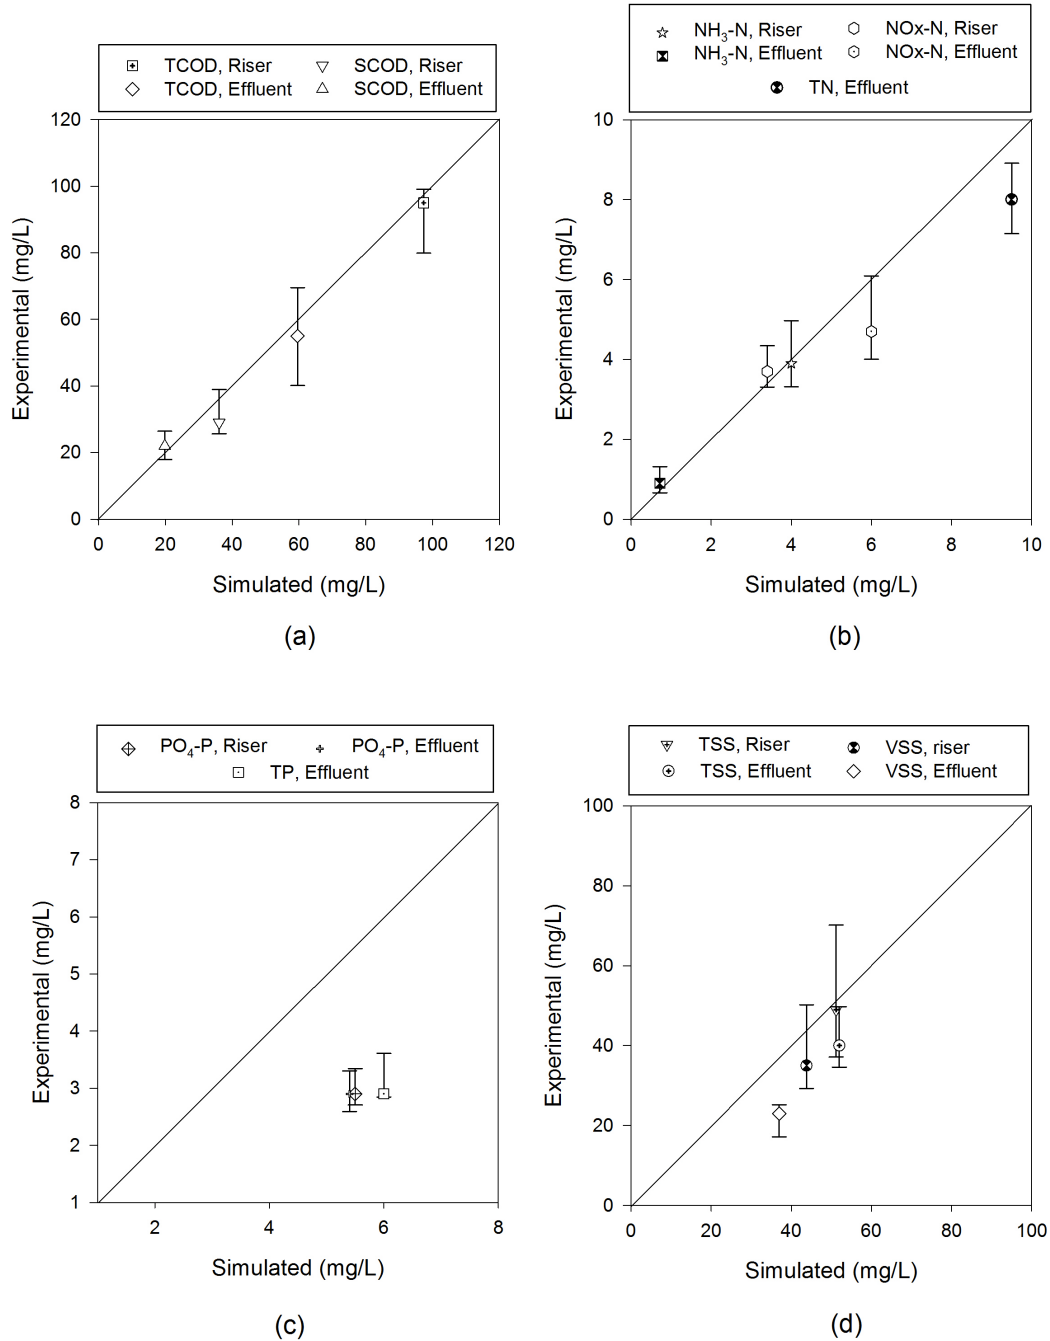 TCOD, Riser SCOD, Riser
TCOD, Effluent SCOD, Effluent
120
100
80
60
40
20
0
Experimental (mg/L)
0 20 40 60 80 100 120
Simulated (mg/L)
(a)
NH3-N, Riser NOx-N, Riser
NH3-N, Effluent NOx-N, Effluent
TN, Effluent
10
8
6
4
2
0
Experimental (mg/L)
0 2 4 6 8 10
Simulated (mg/L)
(b)
PO4-P, Riser PO4-P, Effluent
TP, Effluent
8
7
6
5
4
3
2
1
Experimental (mg/L)
2 4 6 8
Simulated (mg/L)
(c)
TSS, Riser VSS, riser
TSS, Effluent VSS, Effluent
100
80
60
40
20
0
Experimental (mg/L)
0 20 40 60 80 100
Simulated (mg/L)
(d)